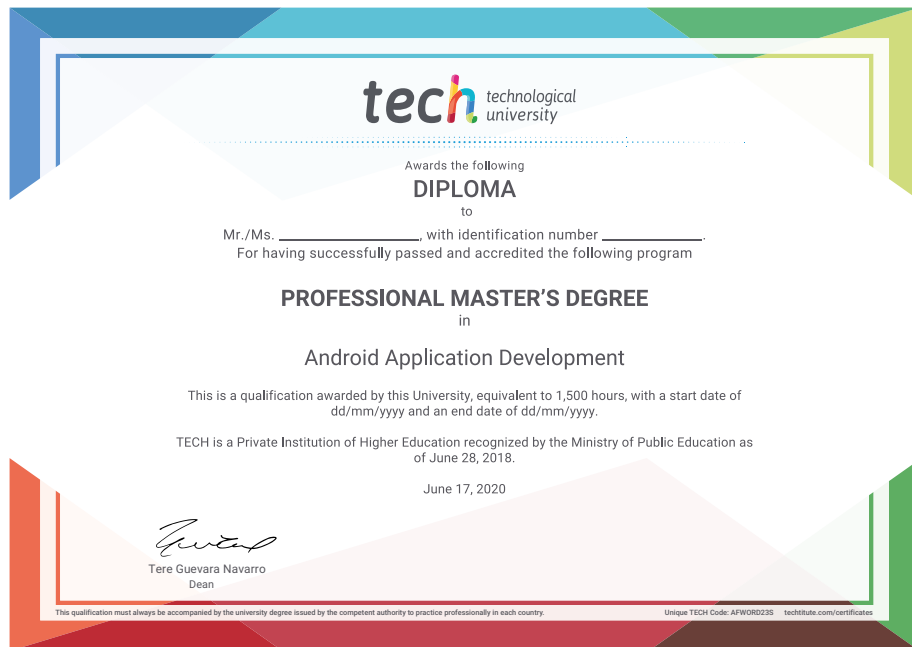 tech technological
university
Awards the following
DIPLOMA
to
Mr./Ms. ________________, with identification number ____________.
For having successfully passed and accredited the following program
PROFESSIONAL MASTER'S DEGREE
in
Android Application Development
This is a qualification awarded by this University, equivalent to 1,500 hours, with a start date of
dd/mm/yyyy and an end date of dd/mm/yyyy.
TECH is a Private Institution of Higher Education recognized by the Ministry of Public Education as
of June 28, 2018.
June 17, 2020
Tere Guevara Navarro
Dean
This qualification must always be accompanied by the university degree issued by the competent authority to practice professionally in each country. Unique TECH Code: AFWORD23S techtitute.com/certificates